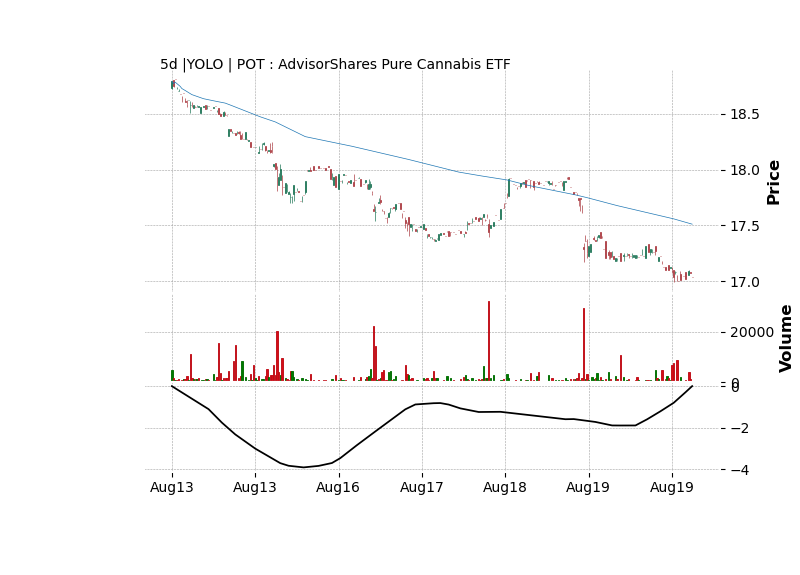 5d |YOLO | POT : AdvisorShares Pure Cannabis ETF
18.5
18.0
17.5
17.0
Price
20000
0
Volume
0
−2
−4
Aug13 Aug13 Aug16 Aug17 Aug18 Aug19 Aug19